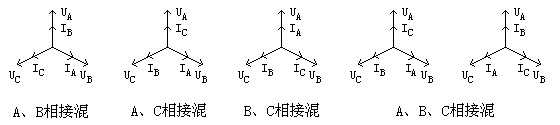 U_A U_A U_A U_A U_A
I_B I_C I_A I_B I_C
U_C I_C I_A U_B U_C I_B I_A U_B U_C I_B I_C U_B U_C I_A I_C U_B U_C I_B I_A U_B
A、B相接混 A、C相接混 B、C相接混 A、B、C相接混